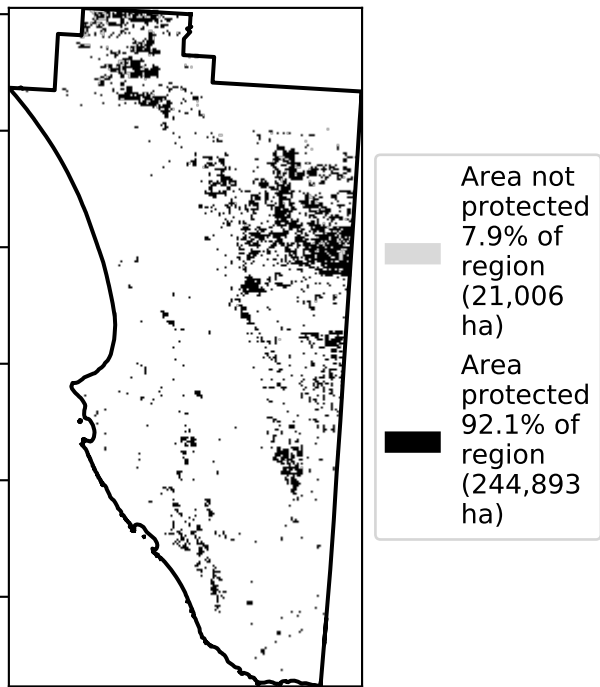 Area not
protected
7.9% of
region
(21,006
ha)
Area
protected
92.1% of
region
(244,893
ha)